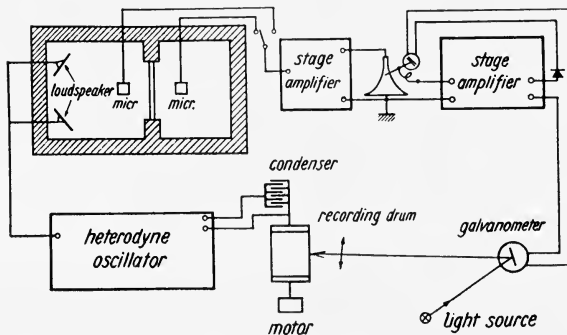 loudspeaker
micr
micr.
stage
amplifier
stage
amplifier
condenser
recording drum
galvanometer
heterodyne
oscillator
motor
light source